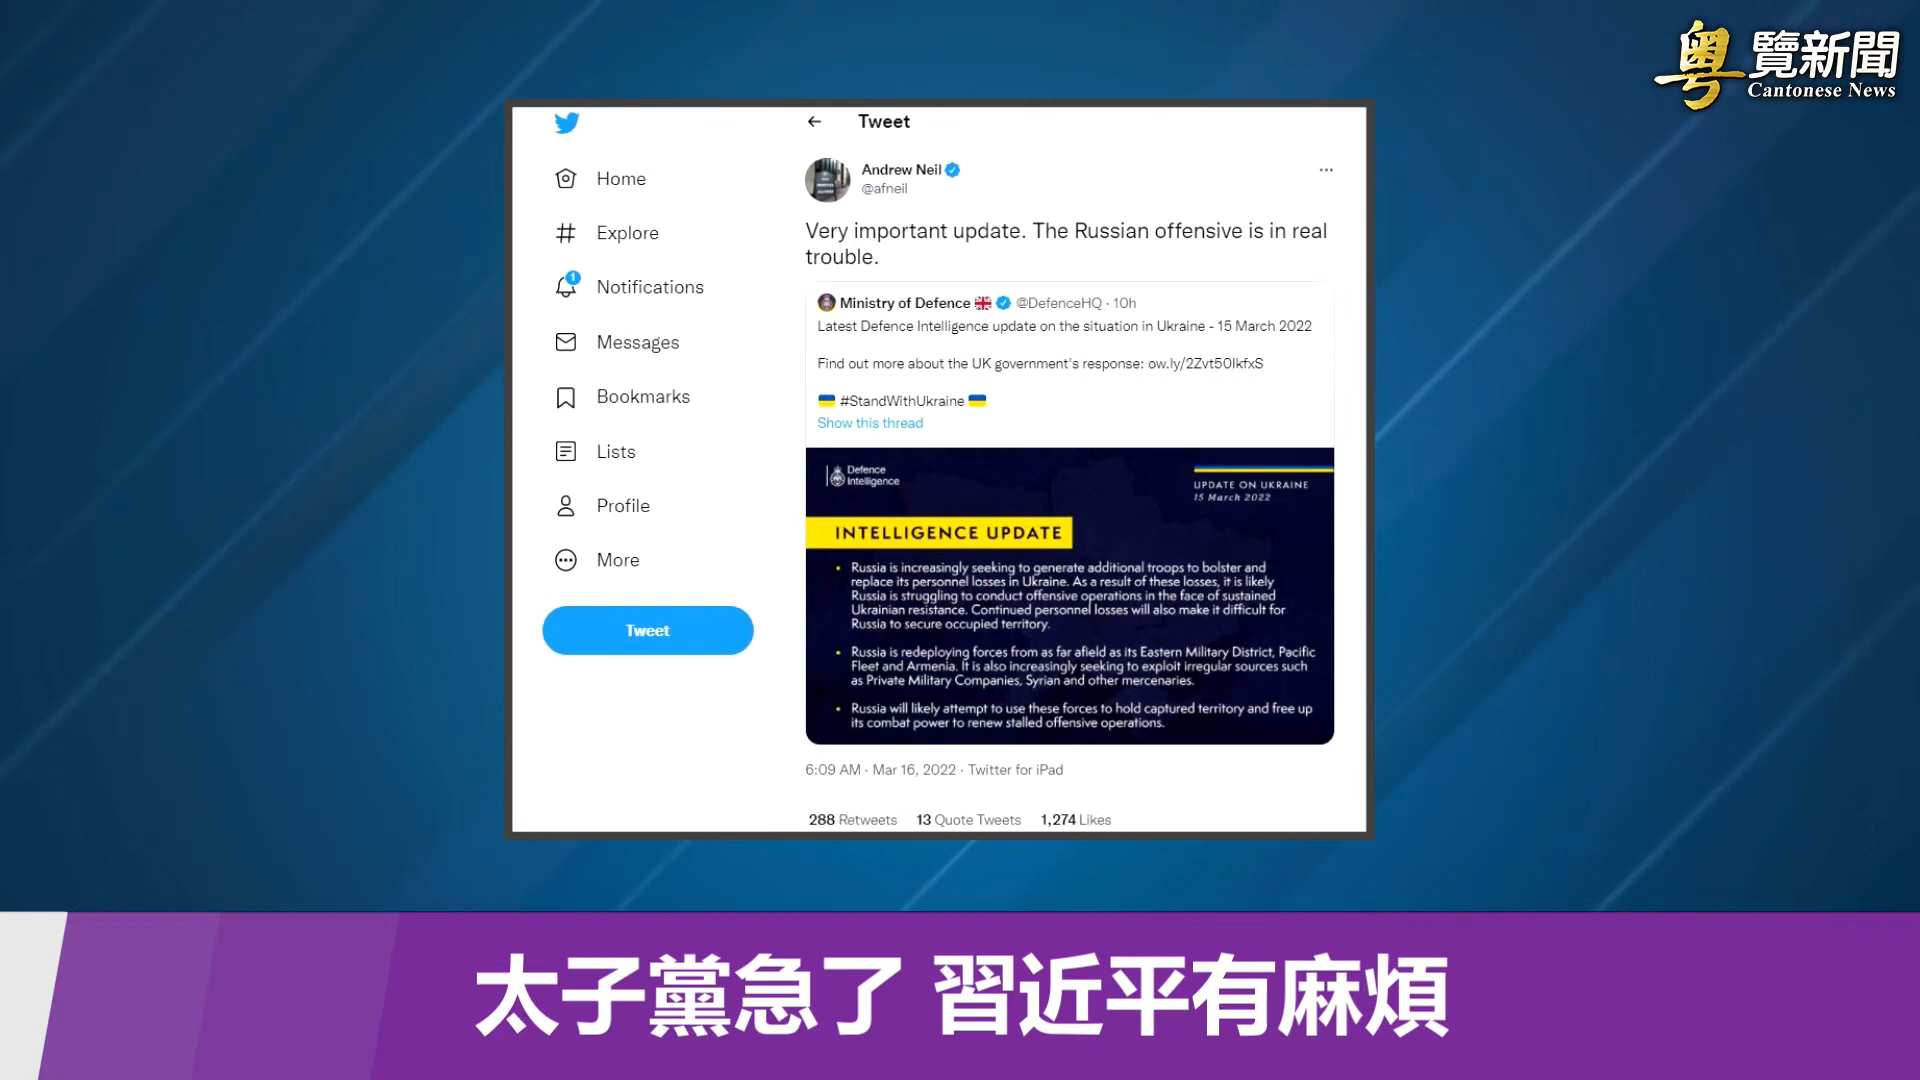 粵覽新聞
Cantonese News
Tweet
Home
Explore
1
Notifications
Messages
Bookmarks
Lists
Profile
More
Tweet
Andrew Neil
@afneil
Very important update. The Russian offensive is in real
trouble.
Ministry of Defence @DefenceHQ · 10h
Latest Defence Intelligence update on the situation in Ukraine - 15 March 2022
Find out more about the UK government's response: ow.ly/2Zvt50IkfxS
#StandWithUkraine
Show this thread
Defence
Intelligence
UPDATE ON UKRAINE
15 March 2022
INTELLIGENCE UPDATE
• Russia is increasingly seeking to generate additional troops to bolster and
replace its personnel losses in Ukraine. As a result of these losses, it is likely
Russia is struggling to conduct offensive operations in the face of sustained
Ukrainian resistance. Continued personnel losses will also make it difficult for
Russia to secure occupied territory.
• Russia is redeploying forces from as far afield as its Eastern Military District, Pacific
Fleet and Armenia. It is also increasingly seeking to exploit irregular sources such
as Private Military Companies, Syrian and other mercenaries.
• Russia will likely attempt to use these forces to hold captured territory and free up
its combat power to renew stalled offensive operations.
6:09 AM · Mar 16, 2022 · Twitter for iPad
288 Retweets 13 Quote Tweets 1,274 Likes
太子黨急了 習近平有麻煩